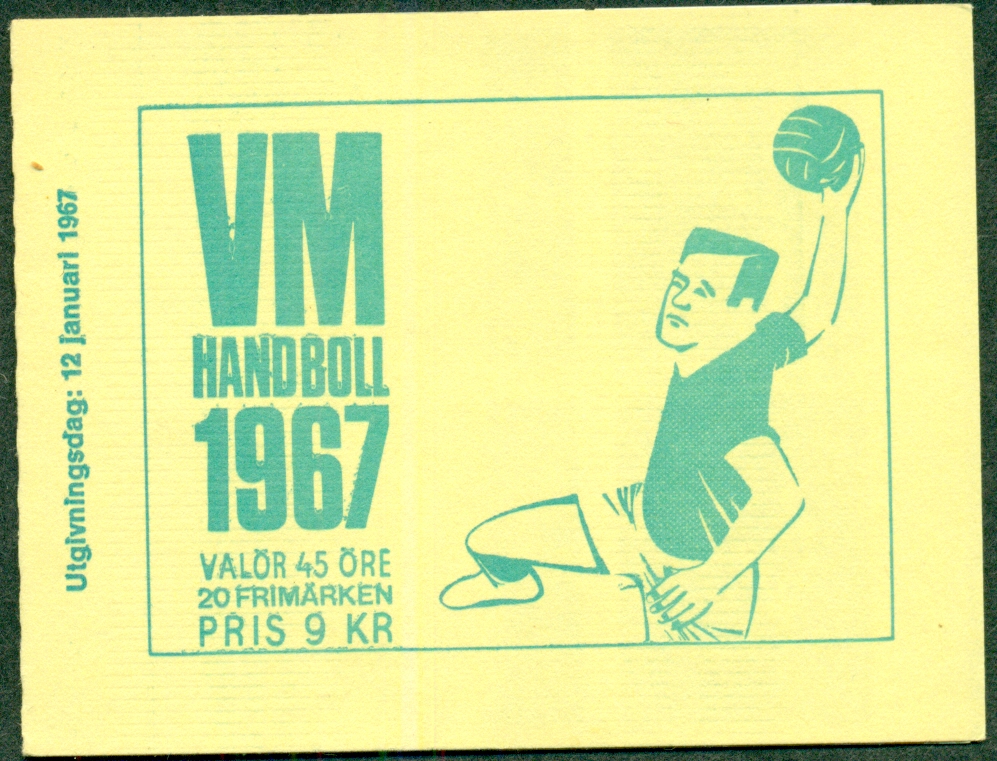 Utgivningsdag: 12 januari 1967
VM
HANDBOLL
1967
VALÖR 45 ÖRE
20 FRIMÄRKEN
PRIS 9 KR